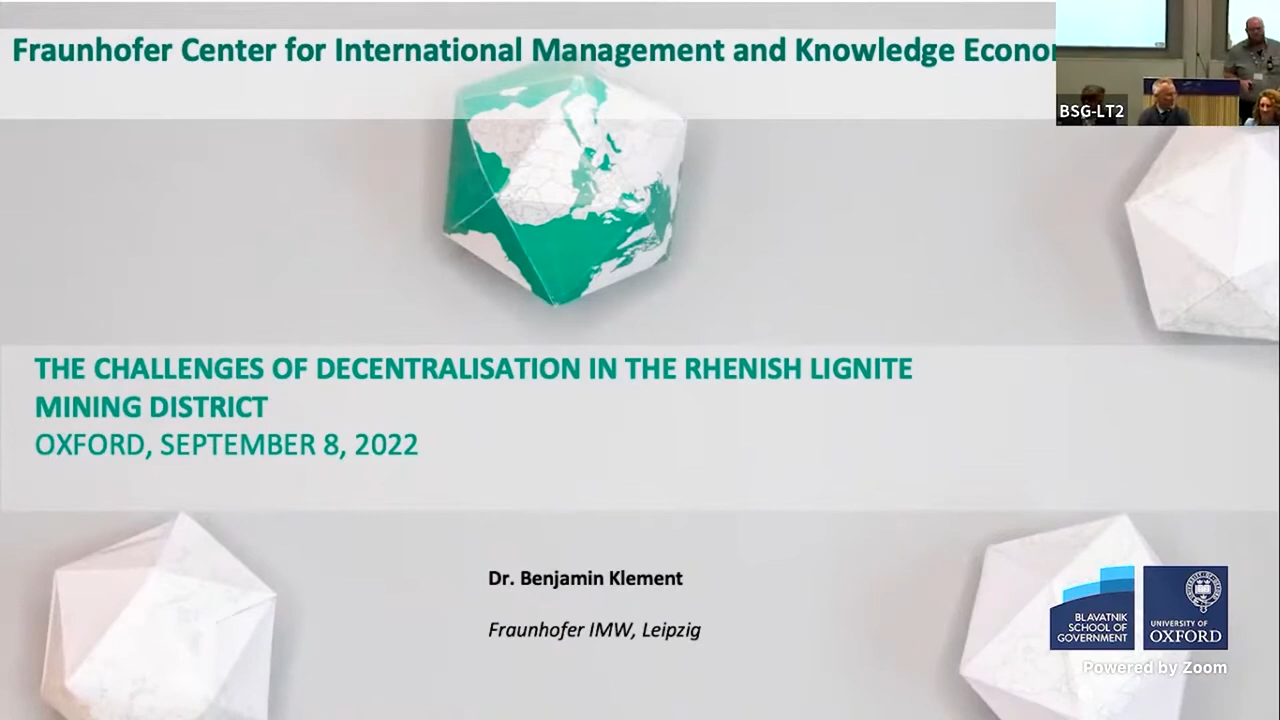 Fraunhofer Center for International Management and Knowledge Econo
BSG-LT2
THE CHALLENGES OF DECENTRALISATION IN THE RHENISH LIGNITE
MINING DISTRICT
OXFORD, SEPTEMBER 8, 2022
Dr. Benjamin Klement
Fraunhofer IMW, Leipzig
BLAVATNIK
SCHOOL OF
GOVERNMENT
UNIVERSITY OF
OXFORD
Powered by Zoom